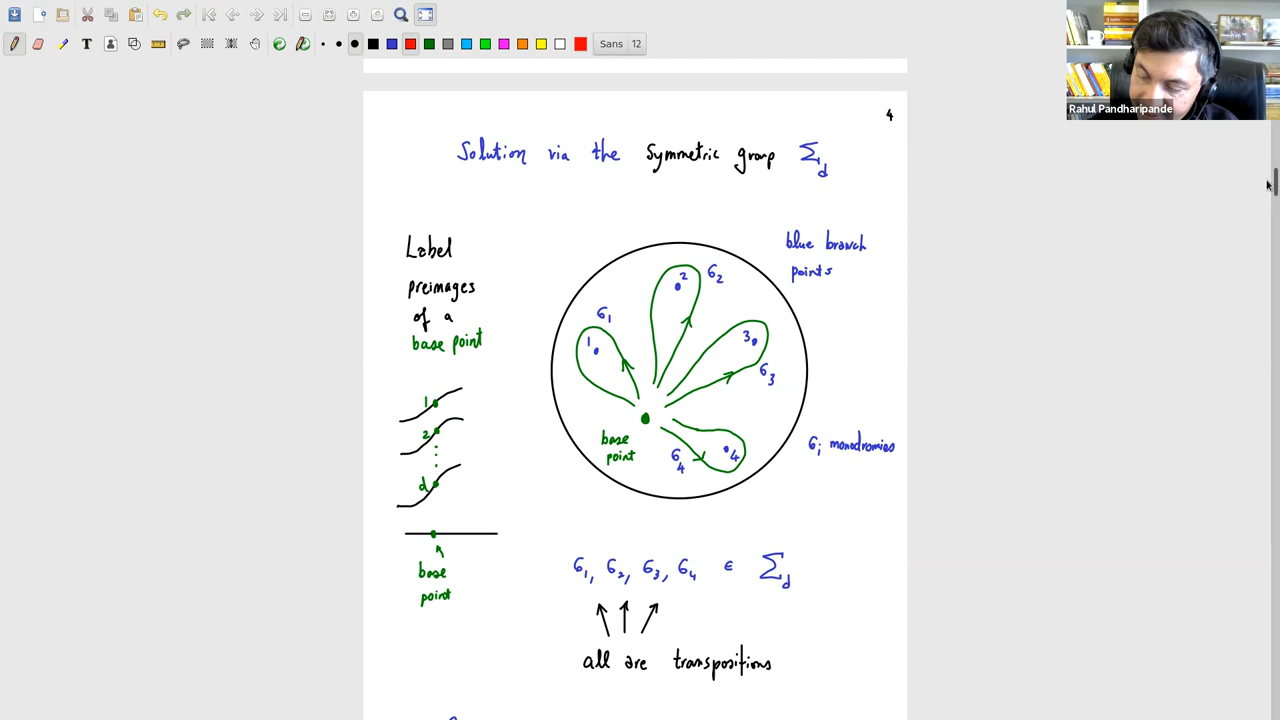 Sans 12
Rahul Pandharipande
4
Solution via the Symmetric group Σd
Label
preimages
of a
base point
1
2
d
base
point
blue branch
points
1
σ1
2
σ2
3
σ3
4
σ4
base
point
σi monodromies
σ1, σ2, σ3, σ4 ∈ Σd
all are transpositions